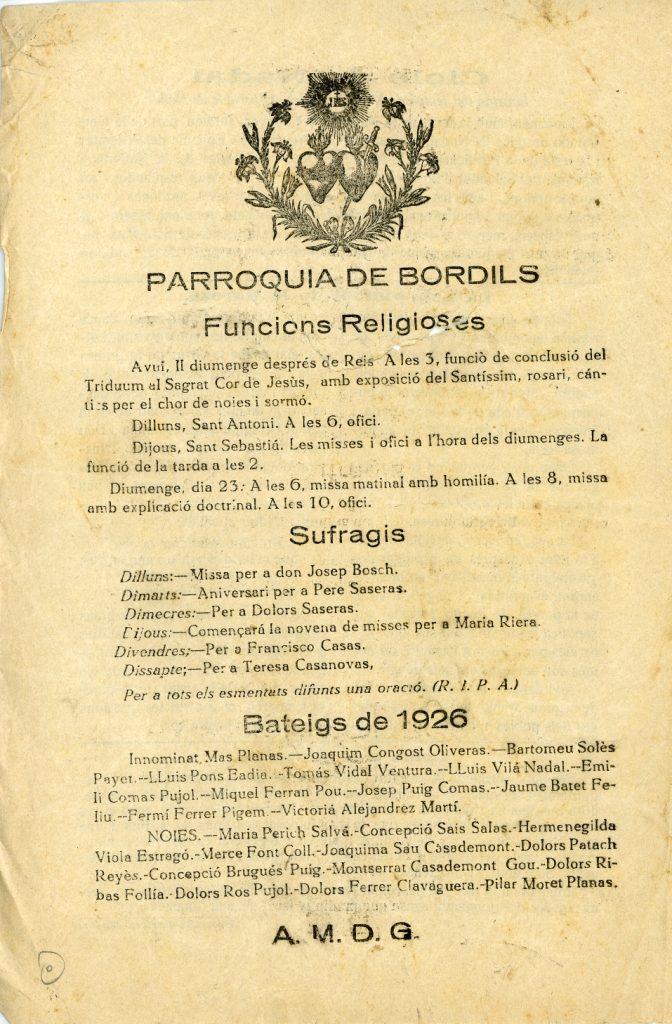 JHS
PARROQUIA DE BORDILS
Funcions Religioses
Avuí, II diumenge després de Reis A les 3, funciò de conclusió del
Triduum al Sagrat Cor de Jesùs, amb exposició del Santíssim, rosari, cán-
tics per el chor de noies i sormó.
Dilluns, Sant Antoni. A les 6, ofici.
Dijous, Sant Sebastiá. Les misses i ofici a l'hora dels diumenges. La
funció de la tarda a les 2.
Diumenge, dia 23: A les 6, missa matinal amb homilía. A les 8, missa
amb explicació doctrinal. A les 10, ofici.
Sufragis
Dilluns:—Missa per a don Josep Bosch.
Dimarts:—Aniversari per a Pere Saseras.
Dimecres:—Per a Dolors Saseras.
Dijous:—Començará la novena de misses per a Maria Riera.
Divendres;—Per a Francisco Casas.
Dissapte;—Per a Teresa Casanovas,
Per a tots els esmentats difunts una oració. (R. I. P. A.)
Bateigs de 1926
Innominat Mas Planas.—Joaquim Congost Oliveras.—Bartomeu Solès
Payet.--LLuis Pons Badia.--Tomás Vidal Ventura.--LLuis Vilá Nadal.--Emi-
li Comas Pujol.--Miquel Ferran Pou.--Josep Puig Comas.--Jaume Batet Fe-
liu.--Fermí Ferrer Pigem.--Victoriá Alejandrez Martí.
NOIES.—Maria Perich Salvá.-Concepció Sais Salas.-Hermenegilda
Viola Estragó.-Merce Font Coll.-Joaquima Sau Casademont.-Dolors Patach
Reyès.-Concepció Brugués Puig.-Montserrat Casademont Gou.-Dolors Ri-
bas Follía.-Dolors Ros Pujol.-Dolors Ferrer Clavaguera.-Pilar Moret Planas.
A. M. D. G.